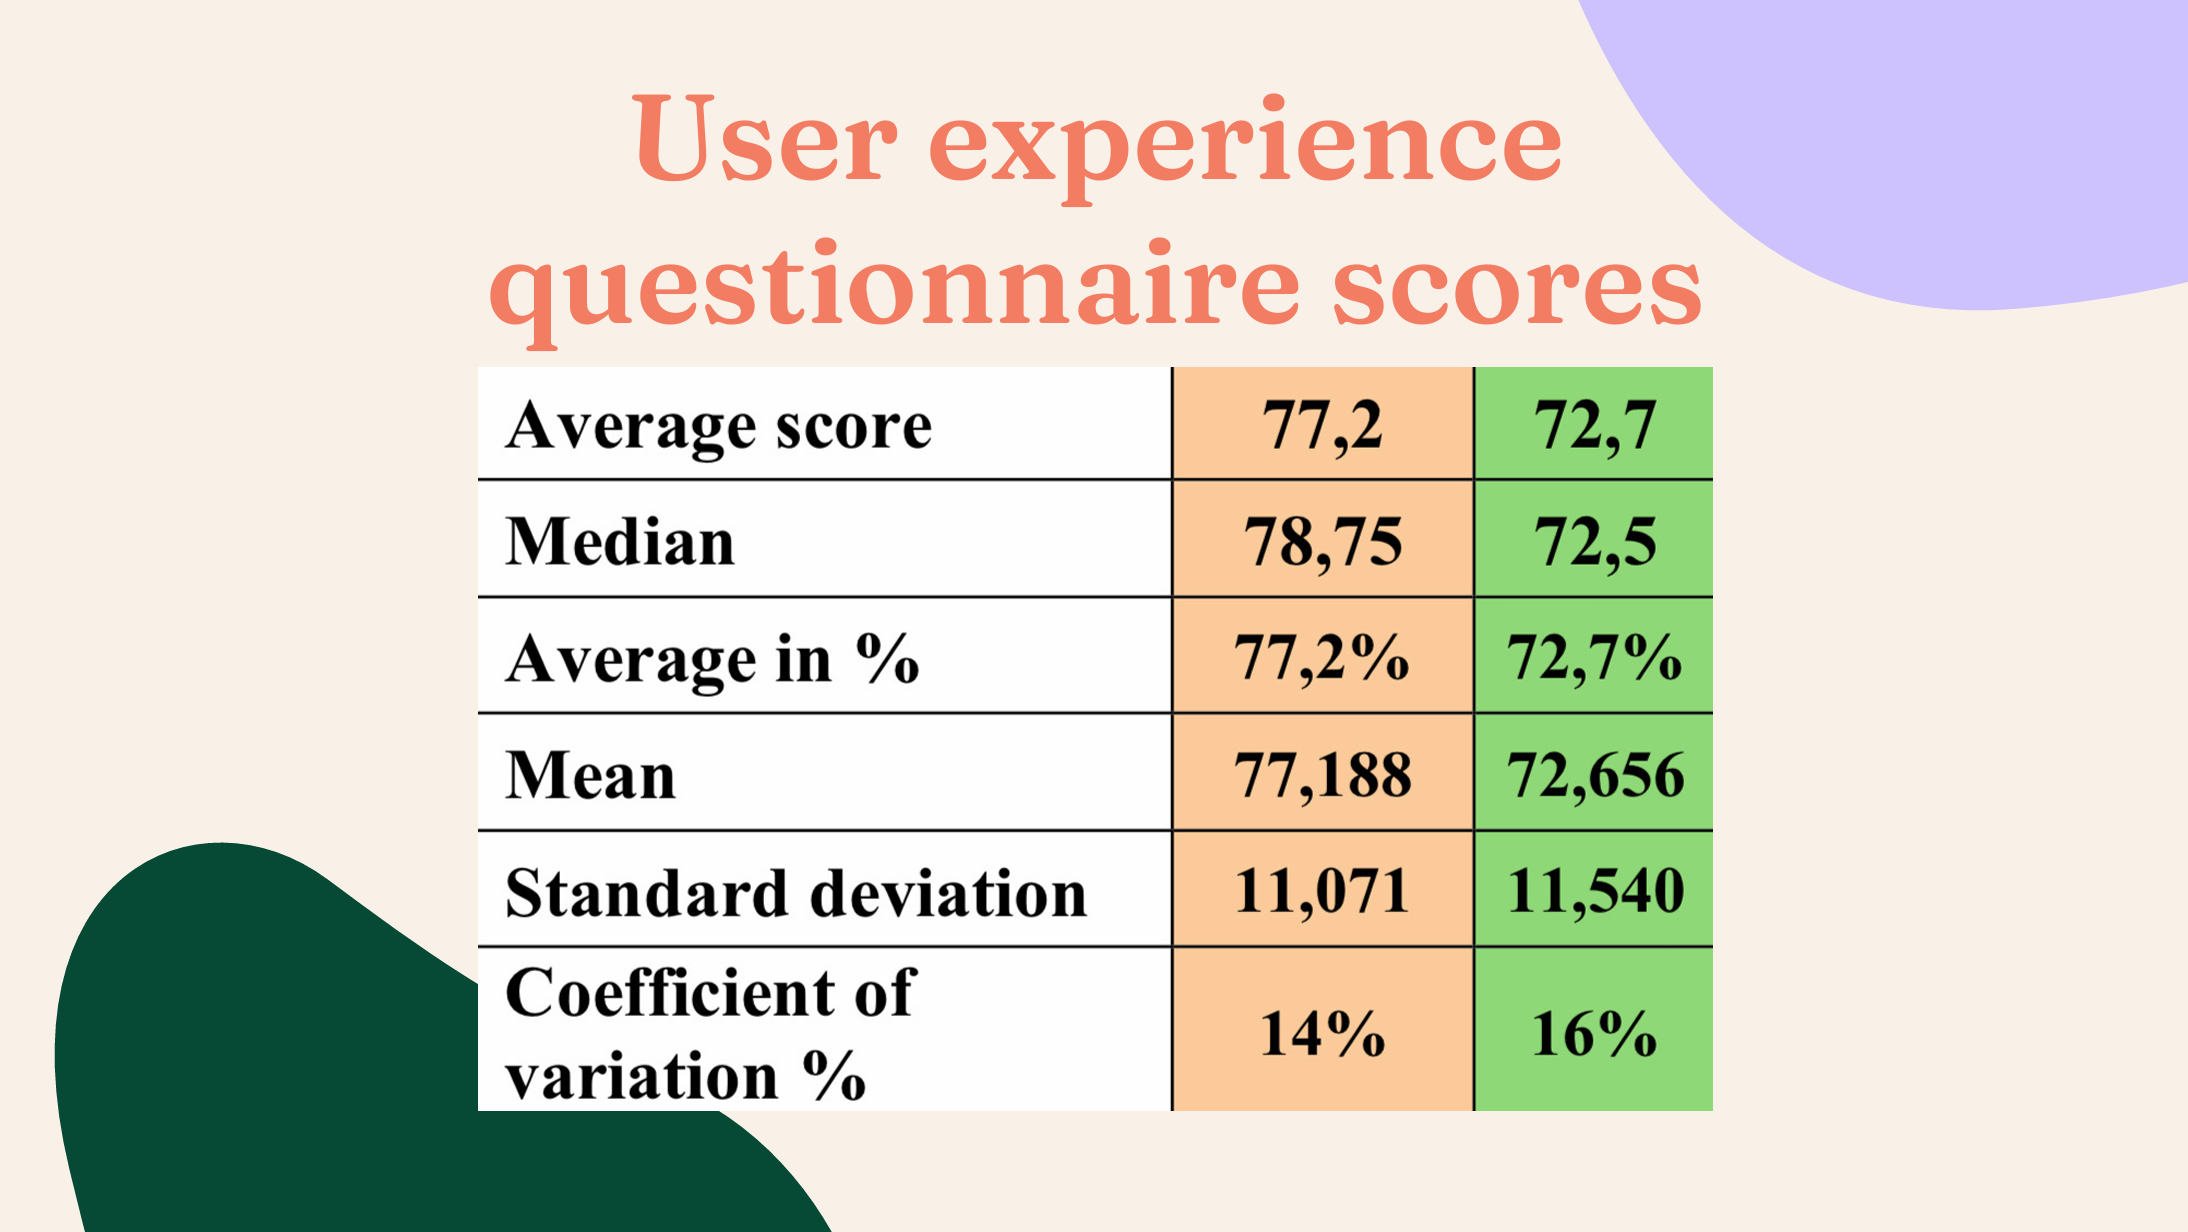 User experience
questionnaire scores
Average score 77,2 72,7
Median 78,75 72,5
Average in % 77,2% 72,7%
Mean 77,188 72,656
Standard deviation 11,071 11,540
Coefficient of
variation % 14% 16%